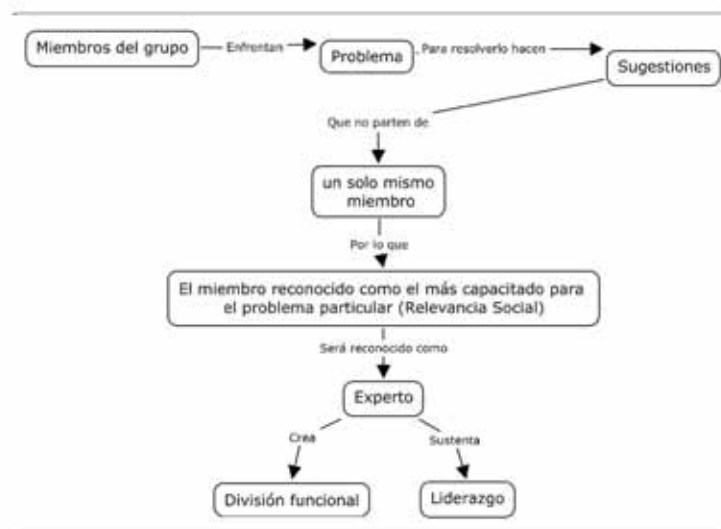 Miembros del grupo
Enfrentan
Problema
Para resolverlo hacen
Sugestiones
Que no parten de
un solo mismo
miembro
Por lo que
El miembro reconocido como el más capacitado para
el problema particular (Relevancia Social)
Será reconocido como
Experto
Crea
Sustenta
División funcional
Liderazgo